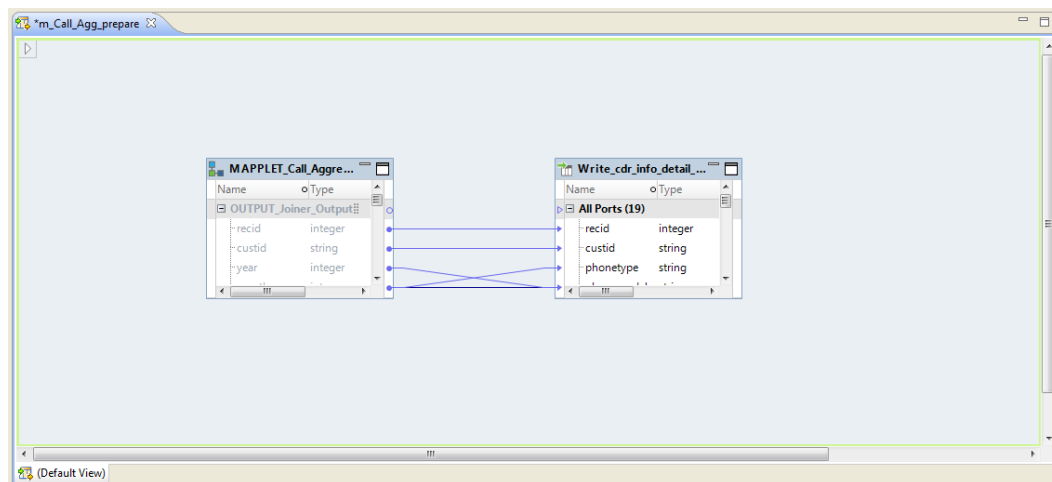 *m_Call_Agg_prepare
MAPPLET_Call_Aggre...
Name Type
OUTPUT_Joiner_Output
recid integer
custid string
year integer
Write_cdr_info_detail_...
Name Type
All Ports (19)
recid integer
custid string
phonetype string
(Default View)